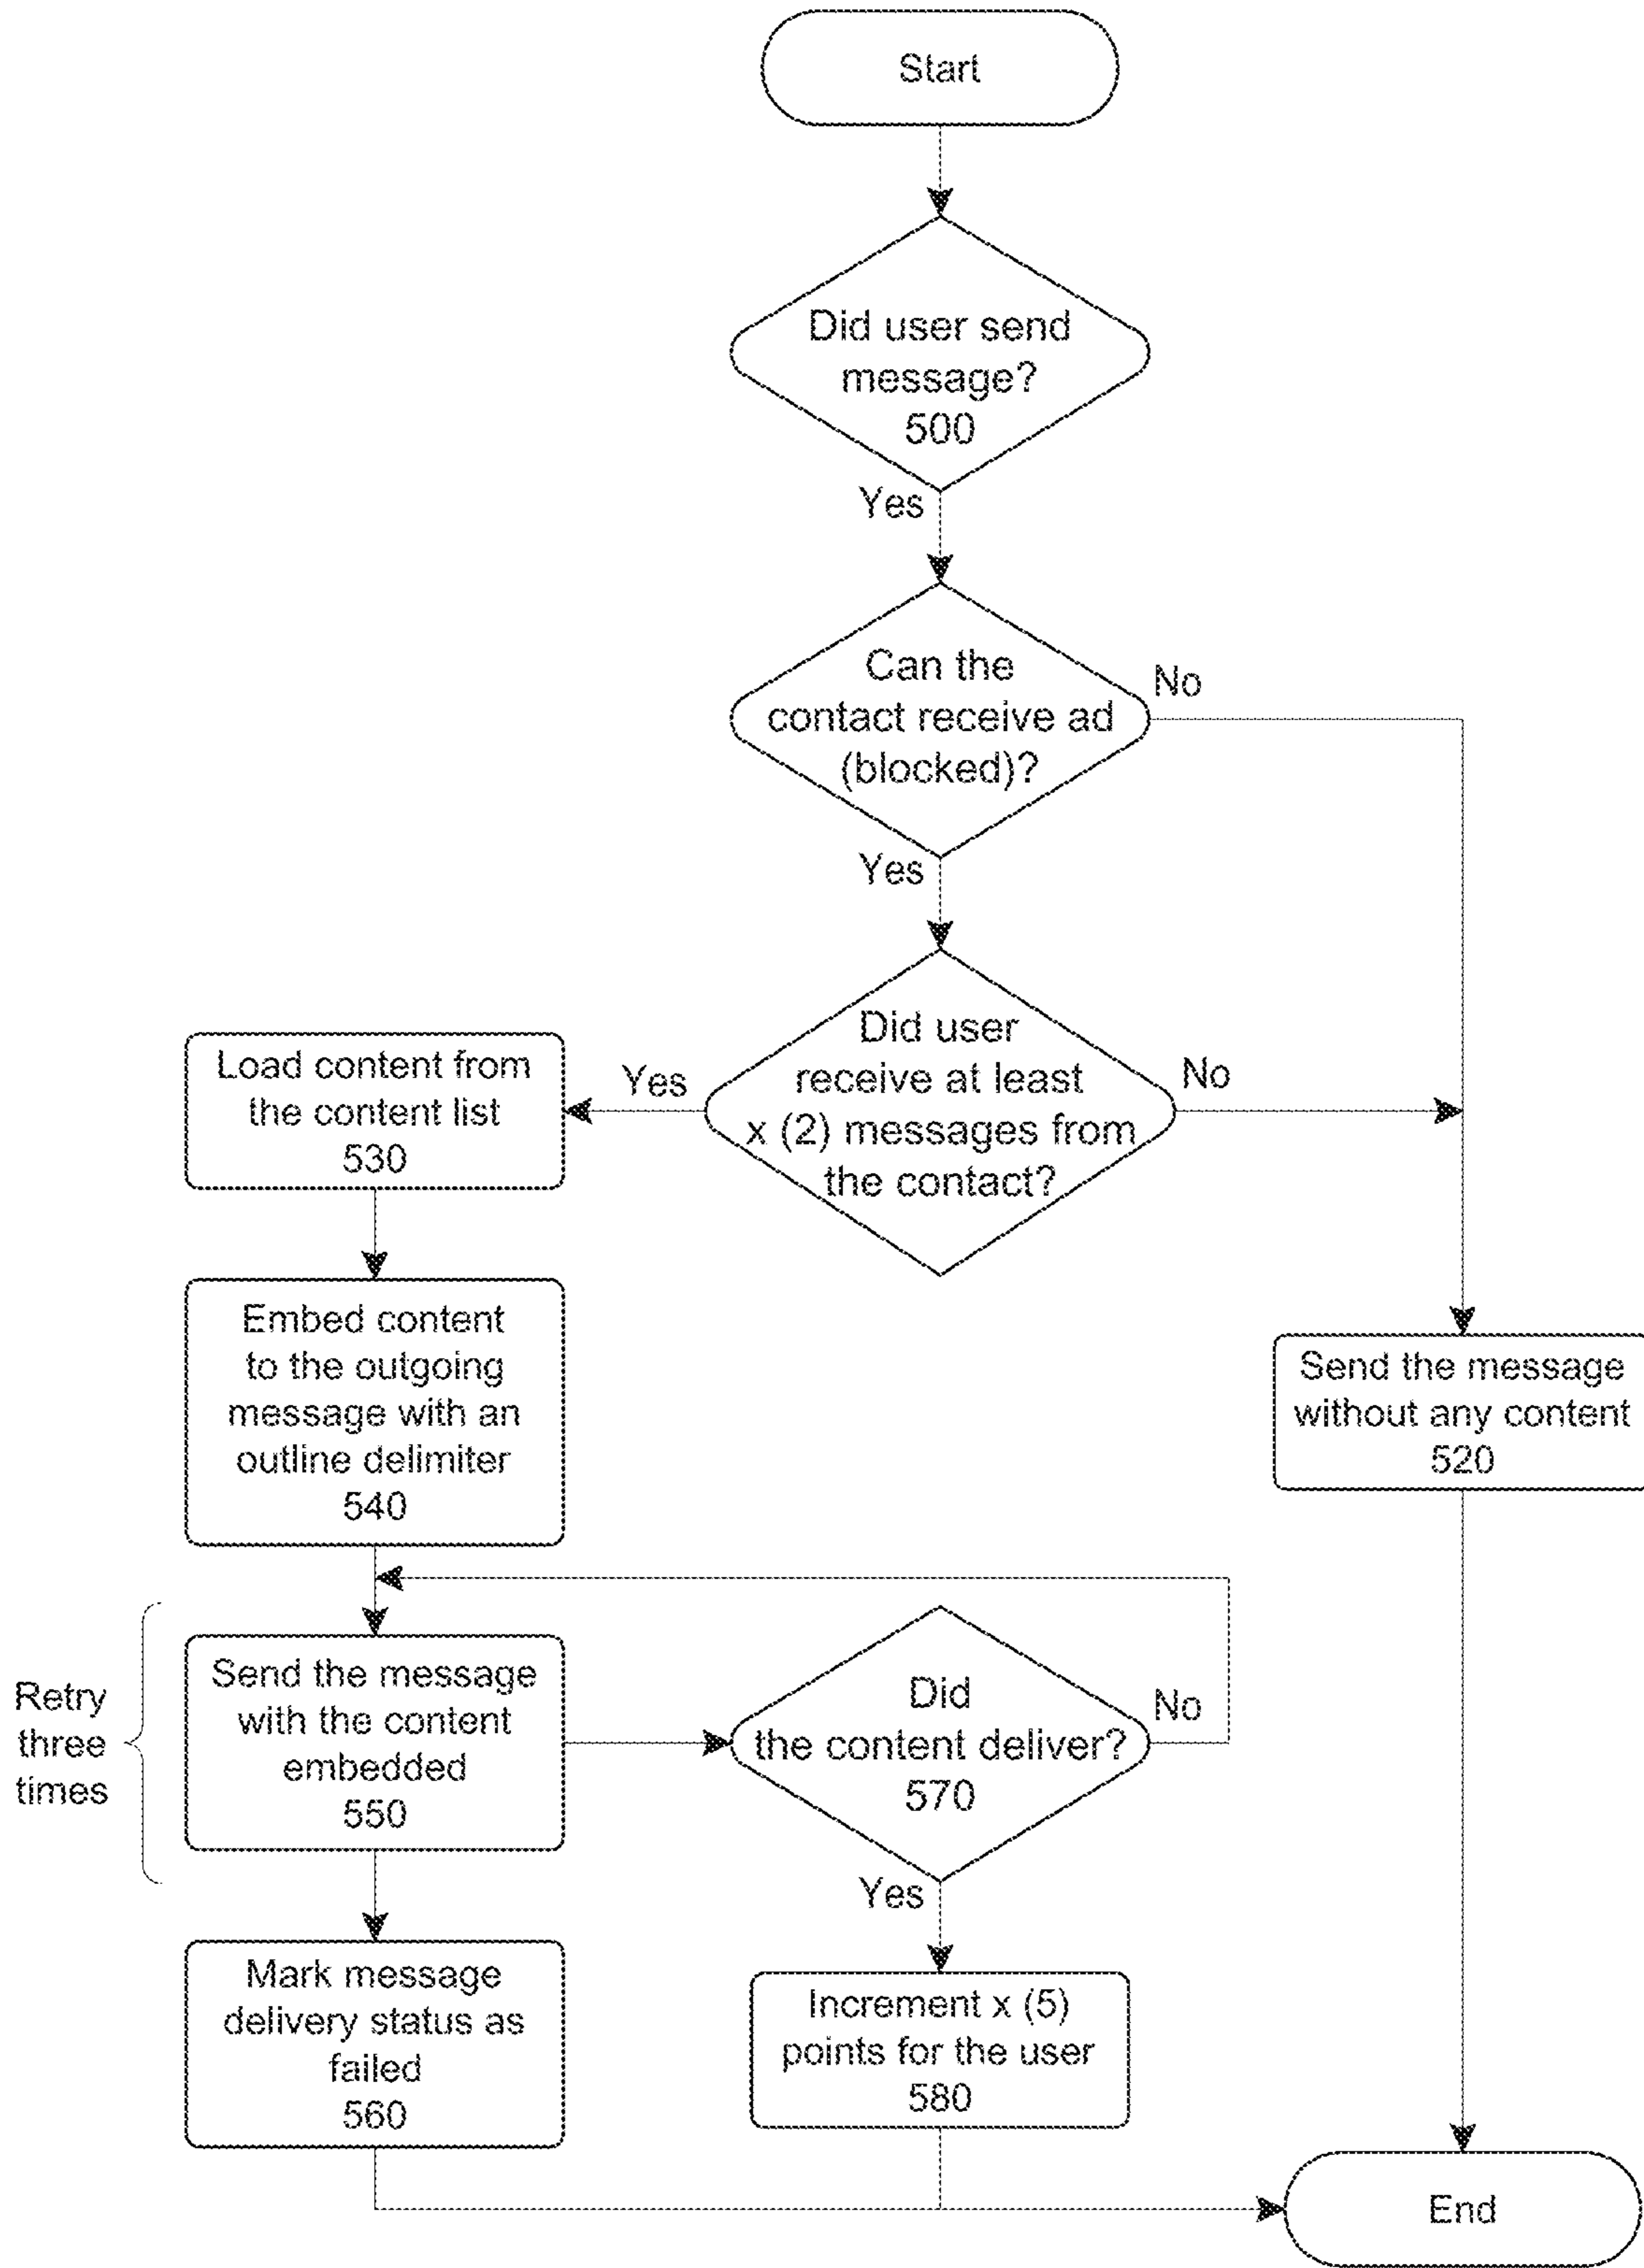 Start
Did user send
message?
500
Yes
Can the
contact receive ad
(blocked)?
No
Yes
Did user
receive at least
x (2) messages from
the contact?
Yes
No
Load content from
the content list
530
Embed content
to the outgoing
message with an
outline delimiter
540
Send the message
without any content
520
Retry
three
times
Send the message
with the content
embedded
550
Did
the content deliver?
570
No
Yes
Mark message
delivery status as
failed
560
Increment x (5)
points for the user
580
End